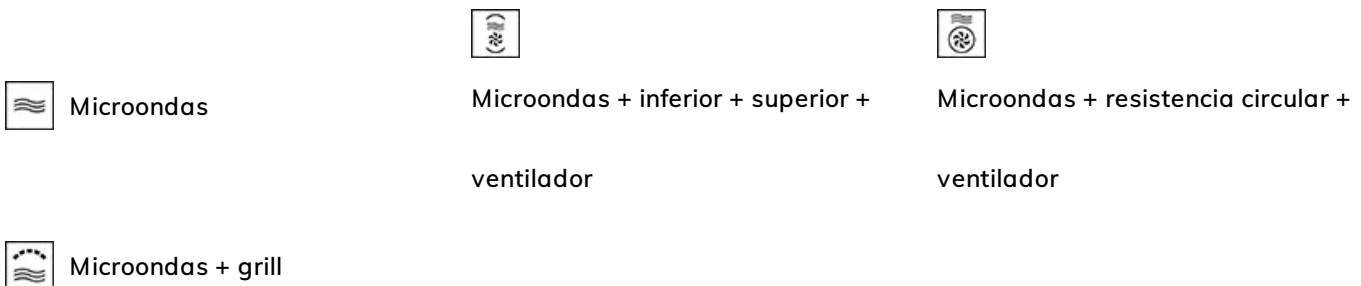 Microondas
Microondas + inferior + superior +
ventilador
Microondas + resistencia circular +
ventilador
Microondas + grill